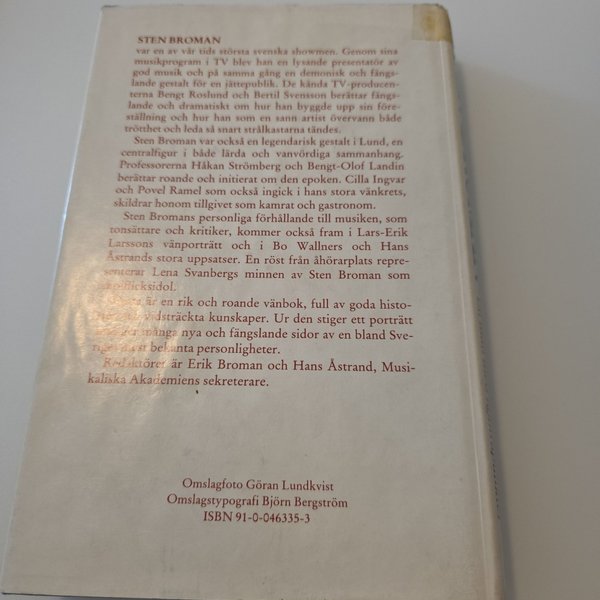 STEN BROMAN
var en av vår tids största svenska showmen. Genom sina
musikprogram i TV blev han en lysande presentatör av
god musik och på samma gång en demonisk och fängs-
lande gestalt för en jättepublik. De kända TV-producen-
terna Bengt Roslund och Bertil Svensson berättar fängs-
lande och dramatiskt om hur han byggde upp sin före-
ställning och hur han som en sann artist övervann både
trötthet och leda så snart strålkastarna tändes.
Sten Broman var också en legendarisk gestalt i Lund, en
centralfigur i både lärda och vanvördiga sammanhang.
Professorerna Håkan Strömberg och Bengt-Olof Landin
berättar roande och initierat om den epoken. Cilla Ingvar
och Povel Ramel som också ingick i hans stora vänkrets,
skildrar honom tillgivet som kamrat och gastronom.
Sten Bromans personliga förhållande till musiken, som
tonsättare och kritiker, kommer också fram i Lars-Erik
Larssons vänporträtt och i Bo Wallners och Hans
Åstrands stora uppsatser. En röst från åhörarplats repre-
senterar Lena Svanbergs minnen av Sten Broman som
flicksidol.
är en rik och roande vänbok, full av goda histo-
vidsträckta kunskaper. Ur den stiger ett porträtt
många nya och fängslande sidor av en bland Sve-
bekanta personligheter.
Redaktörer är Erik Broman och Hans Åstrand, Musi-
kaliska Akademiens sekreterare.
Omslagfoto Göran Lundkvist
Omslagstypografi Björn Bergström
ISBN 91-0-046335-3